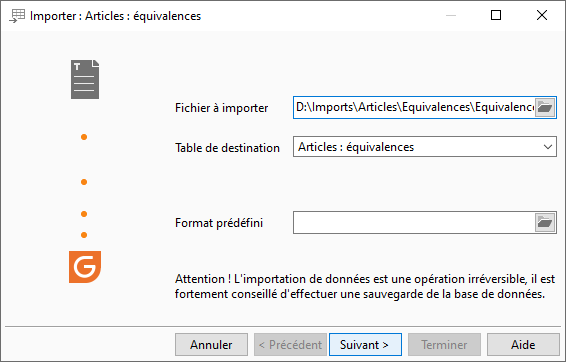 Importer : Articles : équivalences
T
Fichier à importer
D:\Imports\Articles\Equivalences\Equivalence
Table de destination
Articles : équivalences
Format prédéfini
G
Attention ! L'importation de données est une opération irréversible, il est
fortement conseillé d'effectuer une sauvegarde de la base de données.
Annuler
< Précédent
Suivant >
Terminer
Aide